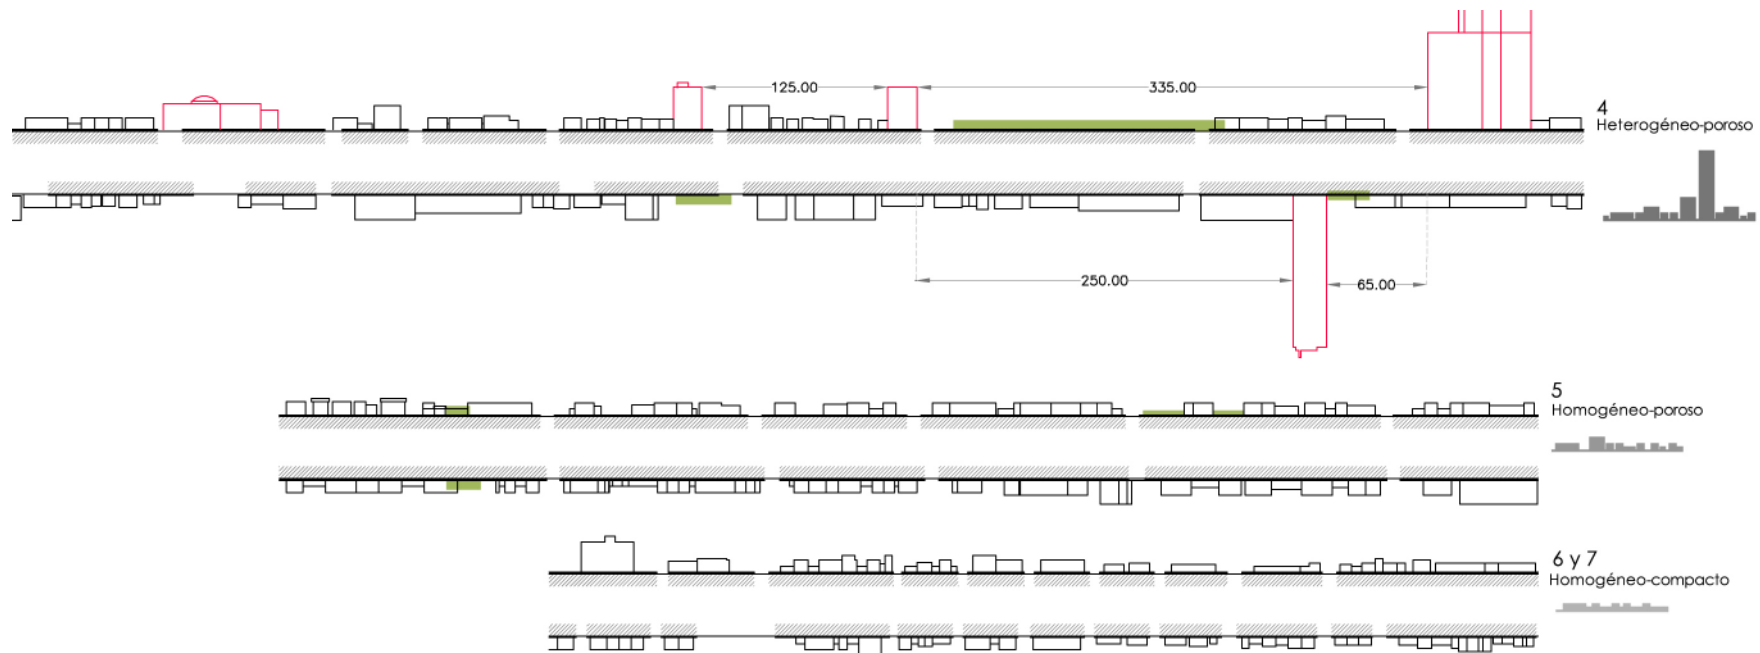 125.00
335.00
4
Heterogéneo-poroso
250.00
65.00
5
Homogéneo-poroso
6 y 7
Homogéneo-compacto